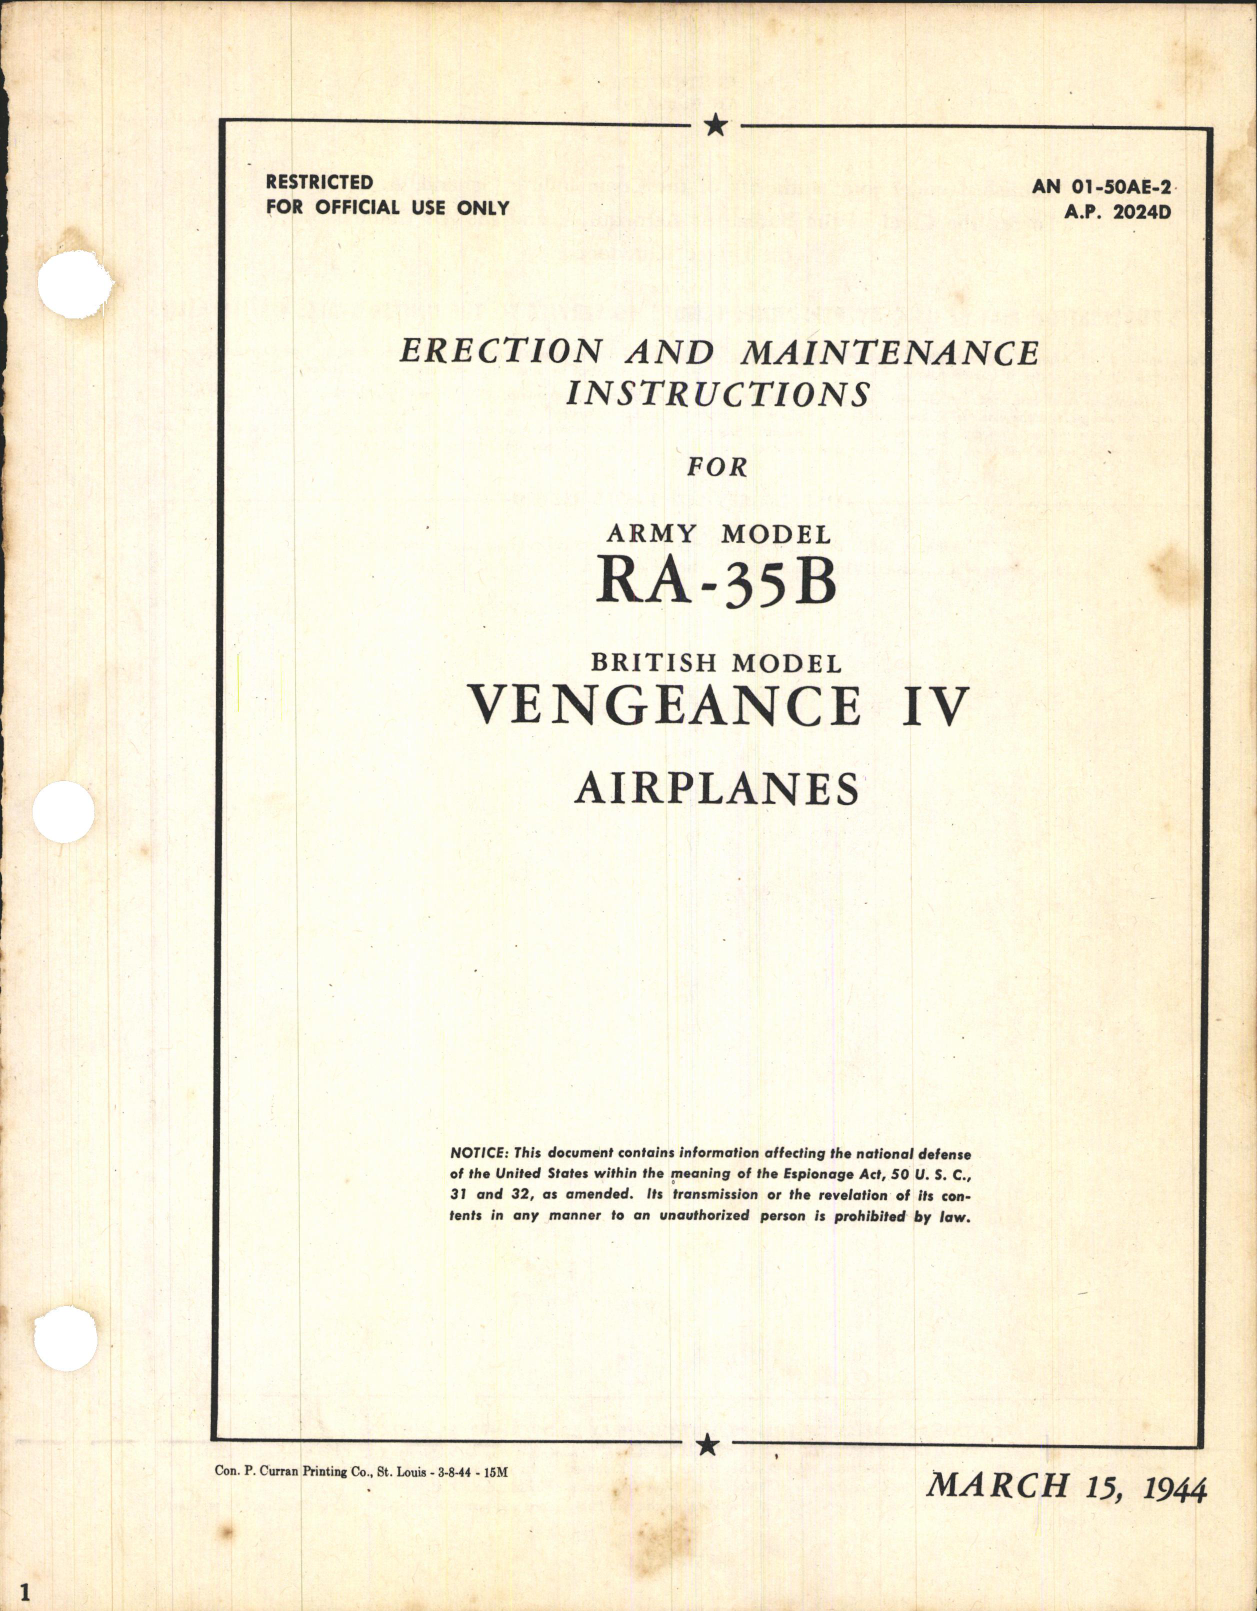 RESTRICTED
FOR OFFICIAL USE ONLY
AN 01-50AE-2
A.P. 2024D
ERECTION AND MAINTENANCE
INSTRUCTIONS
FOR
ARMY MODEL
RA-35B
BRITISH MODEL
VENGEANCE IV
AIRPLANES
NOTICE: This document contains information affecting the national defense
of the United States within the meaning of the Espionage Act, 50 U. S. C.,
31 and 32, as amended. Its transmission or the revelation of its con-
tents in any manner to an unauthorized person is prohibited by law.
Con. P. Curran Printing Co., St. Louis - 3-8-44 - 15M
MARCH 15, 1944
1